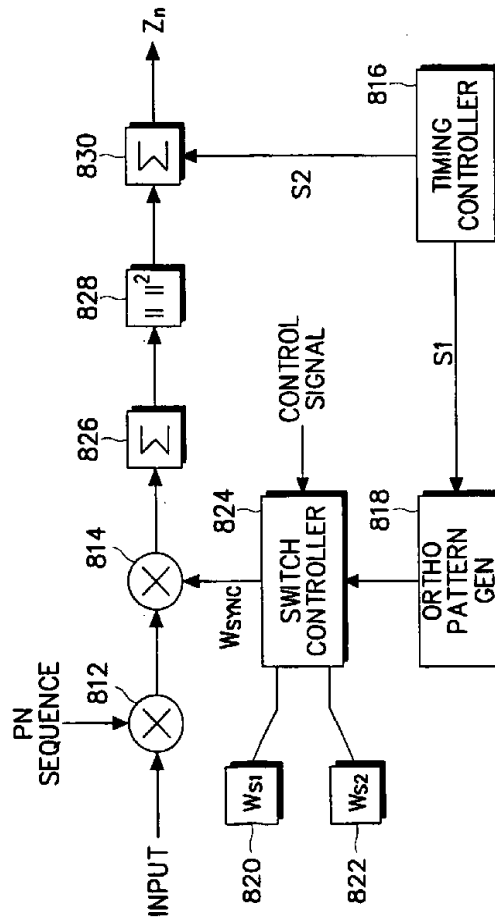 PN
SEQUENCE
INPUT
812
814
826
Σ
828
|| ||²
830
Σ
Zn
WSYNC
S2
820
WS1
822
WS2
824
SWITCH
CONTROLLER
CONTROL
SIGNAL
818
ORTHO
PATTERN
GEN
S1
816
TIMING
CONTROLLER